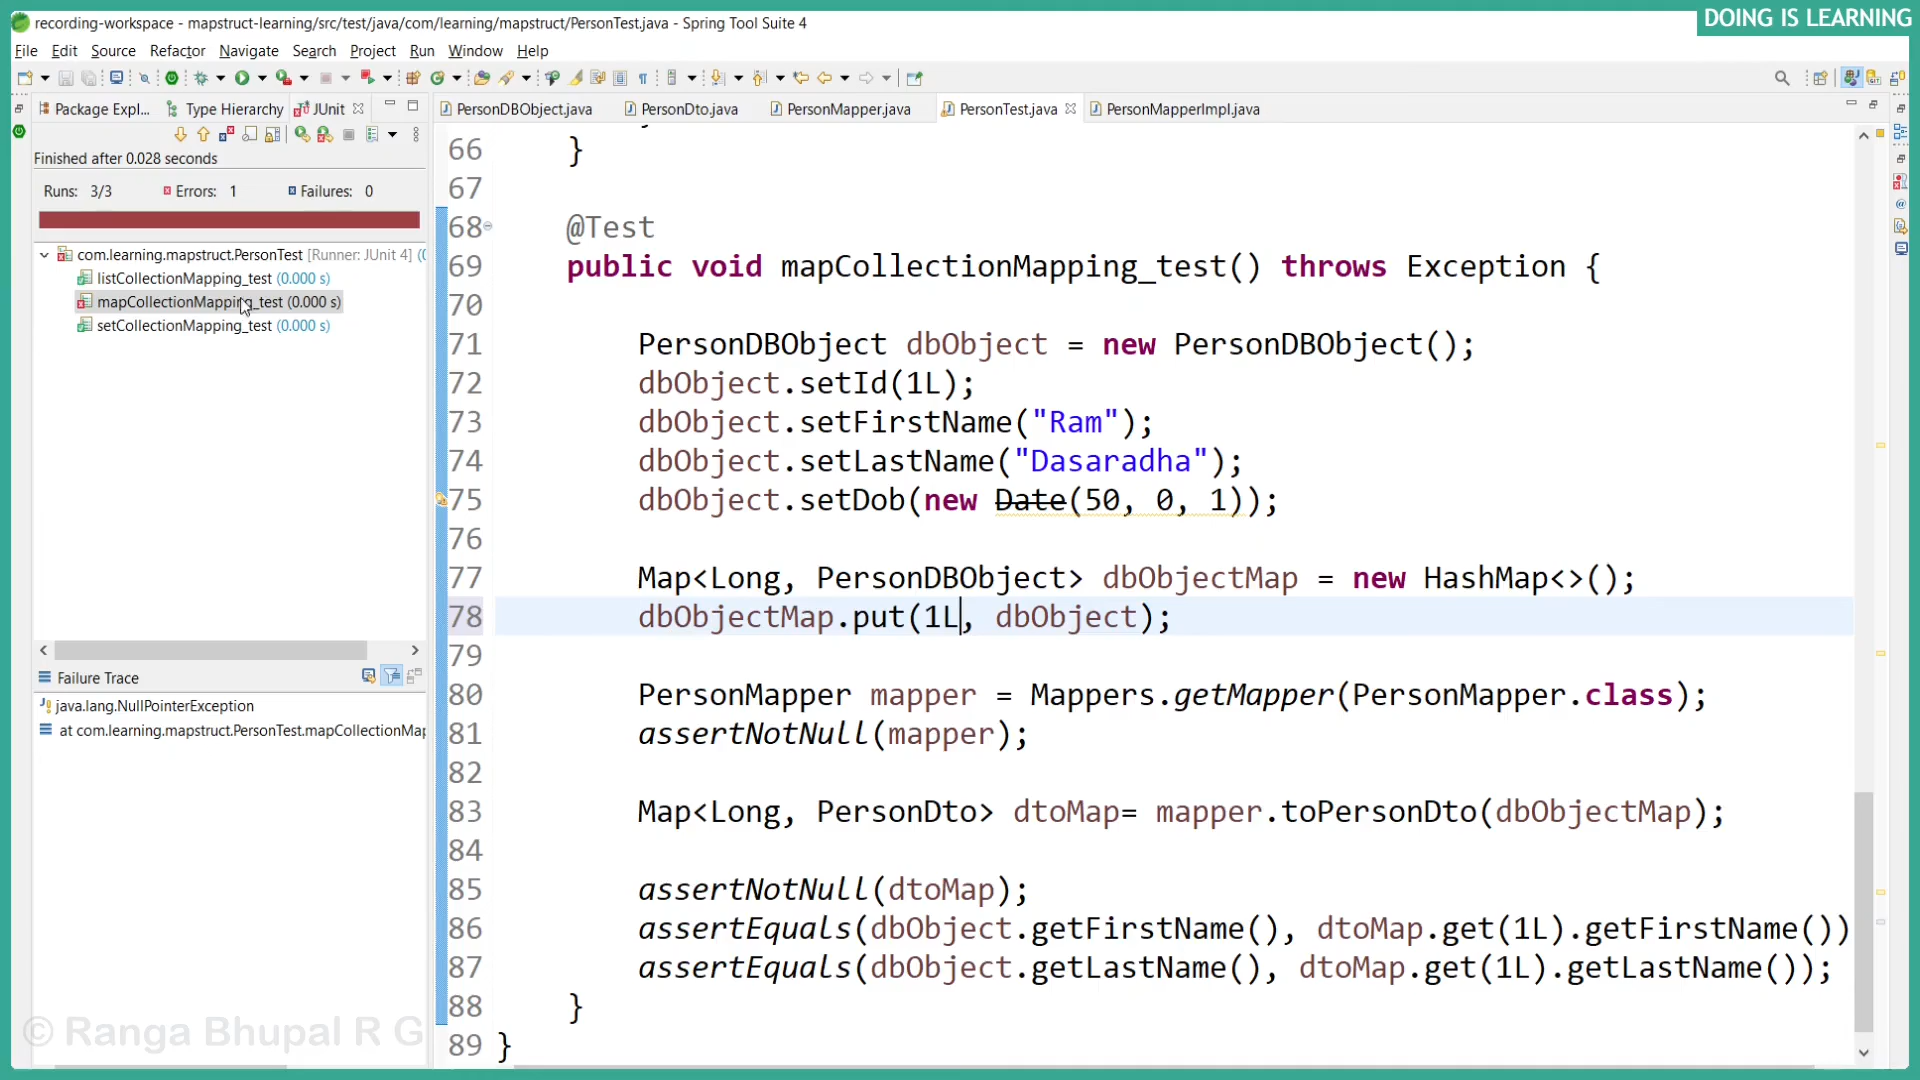 recording-workspace - mapstruct-learning/src/test/java/com/learning/mapstruct/PersonTest.java - Spring Tool Suite 4
DOING IS LEARNING
File Edit Source Refactor Navigate Search Project Run Window Help
Package Expl... Type Hierarchy JUnit
PersonDBObject.java PersonDto.java PersonMapper.java PersonTest.java PersonMapperImpl.java
Finished after 0.028 seconds
Runs: 3/3 Errors: 1 Failures: 0
com.learning.mapstruct.PersonTest [Runner: JUnit 4] (0
listCollectionMapping_test (0.000 s)
mapCollectionMapping_test (0.000 s)
setCollectionMapping_test (0.000 s)
Failure Trace
java.lang.NullPointerException
at com.learning.mapstruct.PersonTest.mapCollectionMap
66 }
67
68 @Test
69 public void mapCollectionMapping_test() throws Exception {
70
71 PersonDBObject dbObject = new PersonDBObject();
72 dbObject.setId(1L);
73 dbObject.setFirstName("Ram");
74 dbObject.setLastName("Dasaradha");
75 dbObject.setDob(new Date(50, 0, 1));
76
77 Map<Long, PersonDBObject> dbObjectMap = new HashMap<>();
78 dbObjectMap.put(1L, dbObject);
79
80 PersonMapper mapper = Mappers.getMapper(PersonMapper.class);
81 assertNotNull(mapper);
82
83 Map<Long, PersonDto> dtoMap= mapper.toPersonDto(dbObjectMap);
84
85 assertNotNull(dtoMap);
86 assertEquals(dbObject.getFirstName(), dtoMap.get(1L).getFirstName())
87 assertEquals(dbObject.getLastName(), dtoMap.get(1L).getLastName());
88 }
89 }
© Ranga Bhupal R G